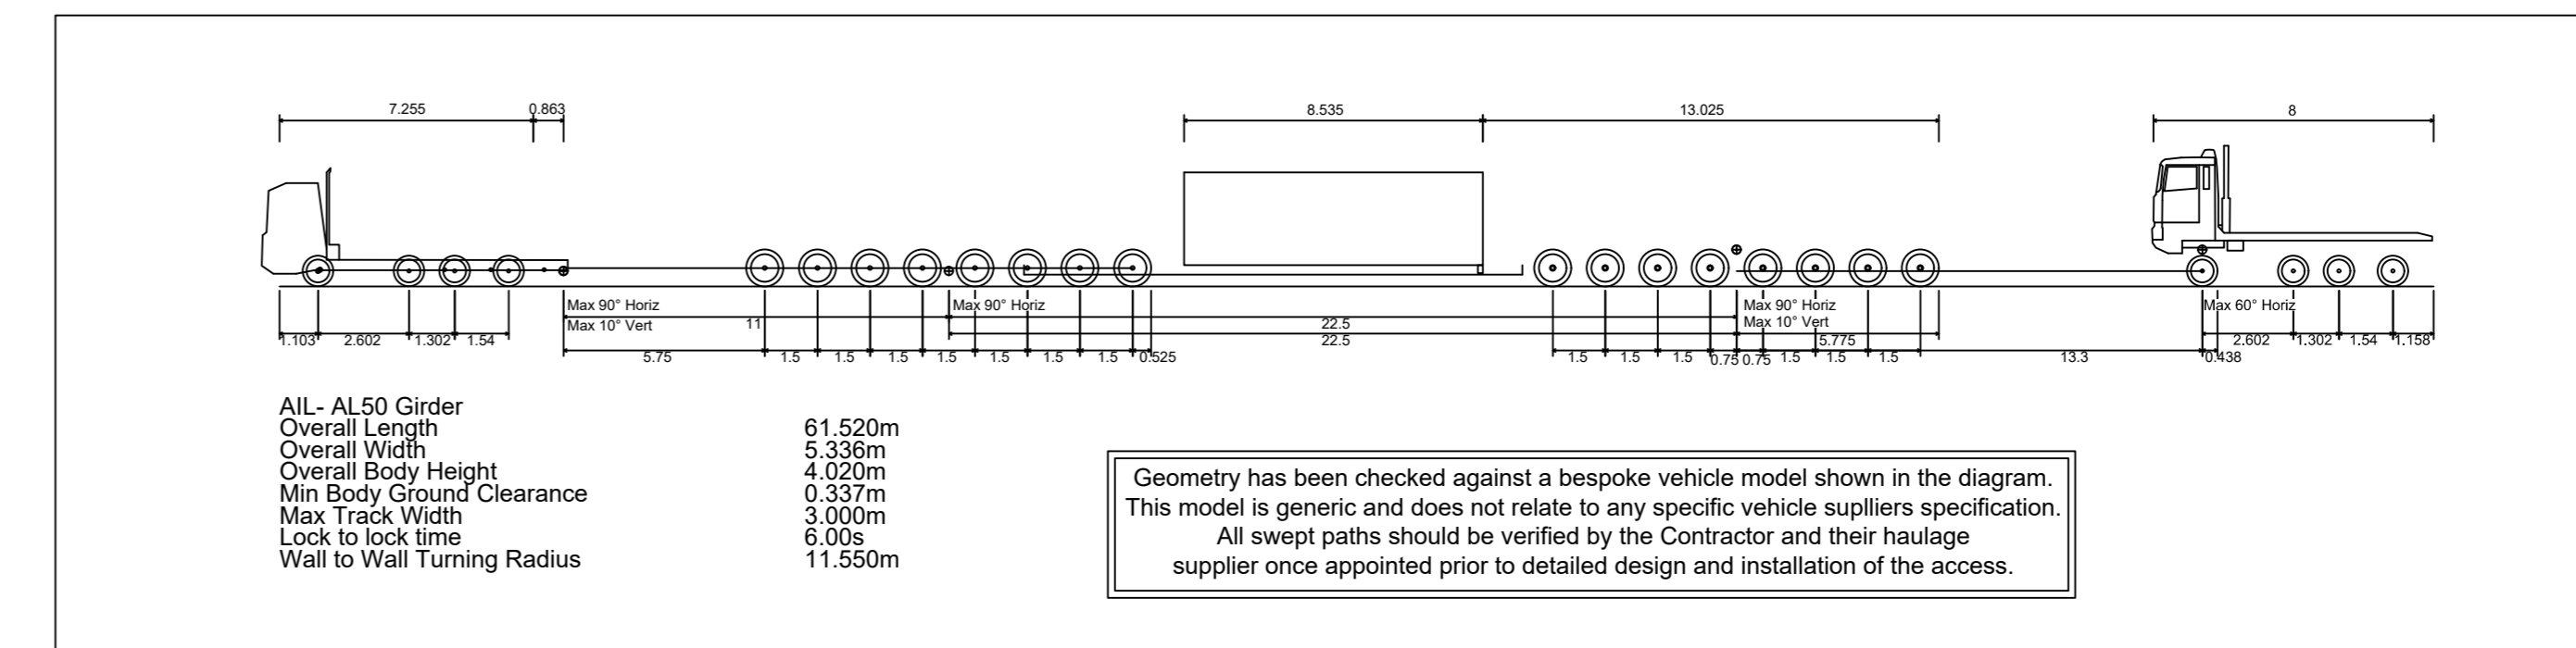 7.255 0.863 8.535 13.025 8
Max 90° Horiz Max 90° Horiz Max 90° Horiz Max 60° Horiz
Max 10° Vert 11 22.5 Max 10° Vert
1.103 2.602 1.302 1.54 22.5 5.775 2.602 1.302 1.54 1.158
5.75 1.5 1.5 1.5 1.5 1.5 1.5 1.5 0.525 1.5 1.5 1.5 0.75 0.75 1.5 1.5 1.5 13.3 0.438
AIL- AL50 Girder
Overall Length 61.520m
Overall Width 5.336m
Overall Body Height 4.020m
Min Body Ground Clearance 0.337m
Max Track Width 3.000m
Lock to lock time 6.00s
Wall to Wall Turning Radius 11.550m
Geometry has been checked against a bespoke vehicle model shown in the diagram.
This model is generic and does not relate to any specific vehicle suplliers specification.
All swept paths should be verified by the Contractor and their haulage
supplier once appointed prior to detailed design and installation of the access.